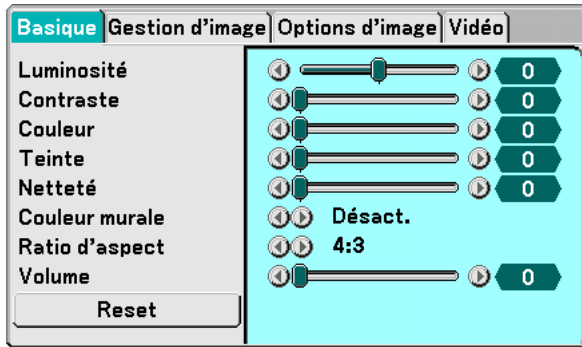 Basique Gestion d'image Options d'image Vidéo
Luminosité 0
Contraste 0
Couleur 0
Teinte 0
Netteté 0
Couleur murale Désact.
Ratio d'aspect 4:3
Volume 0
Reset